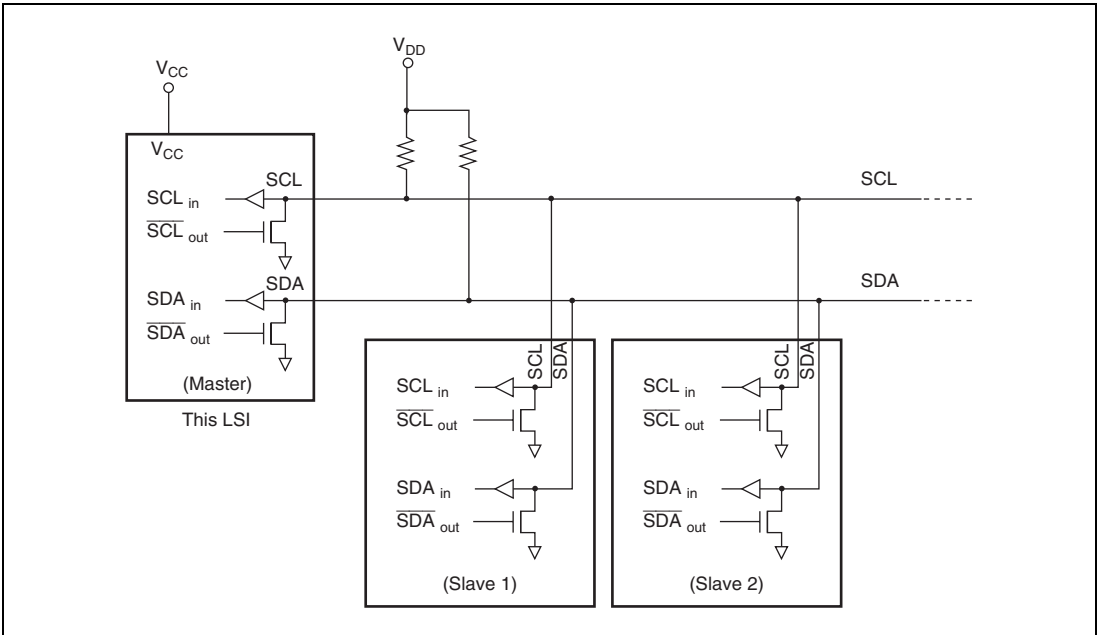 VDD
VCC
VCC
SCL
SCL in
SCL out
SDA
SDA in
SDA out
(Master)
This LSI
SCL
SDA
SCL
SDA
SCL in
SCL out
SDA in
SDA out
(Slave 1)
SCL
SDA
SCL in
SCL out
SDA in
SDA out
(Slave 2)